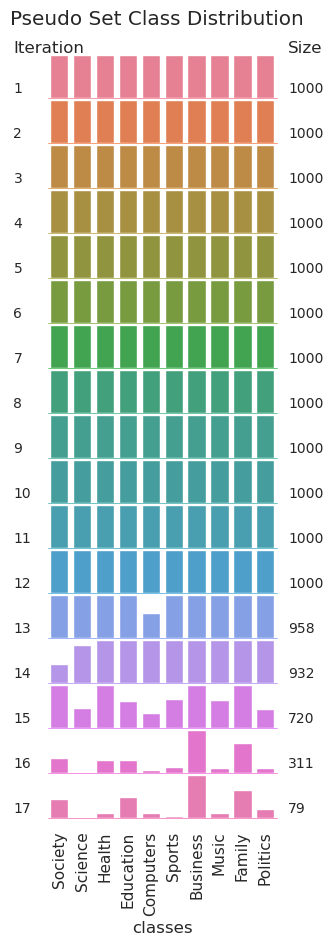 Pseudo Set Class Distribution
Iteration Size
1 1000
2 1000
3 1000
4 1000
5 1000
6 1000
7 1000
8 1000
9 1000
10 1000
11 1000
12 1000
13 958
14 932
15 720
16 311
17 79
Society
Science
Health
Education
Computers
Sports
Business
Music
Family
Politics
classes